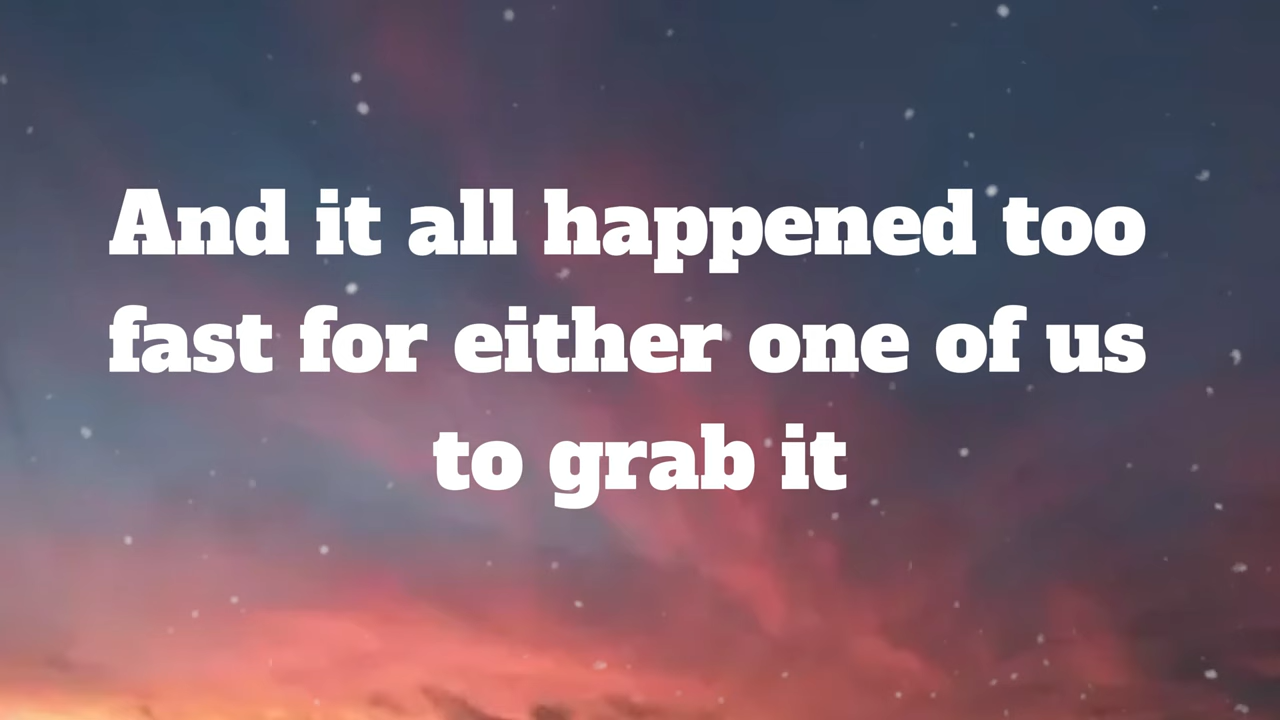 And it all happened too
fast for either one of us
to grab it